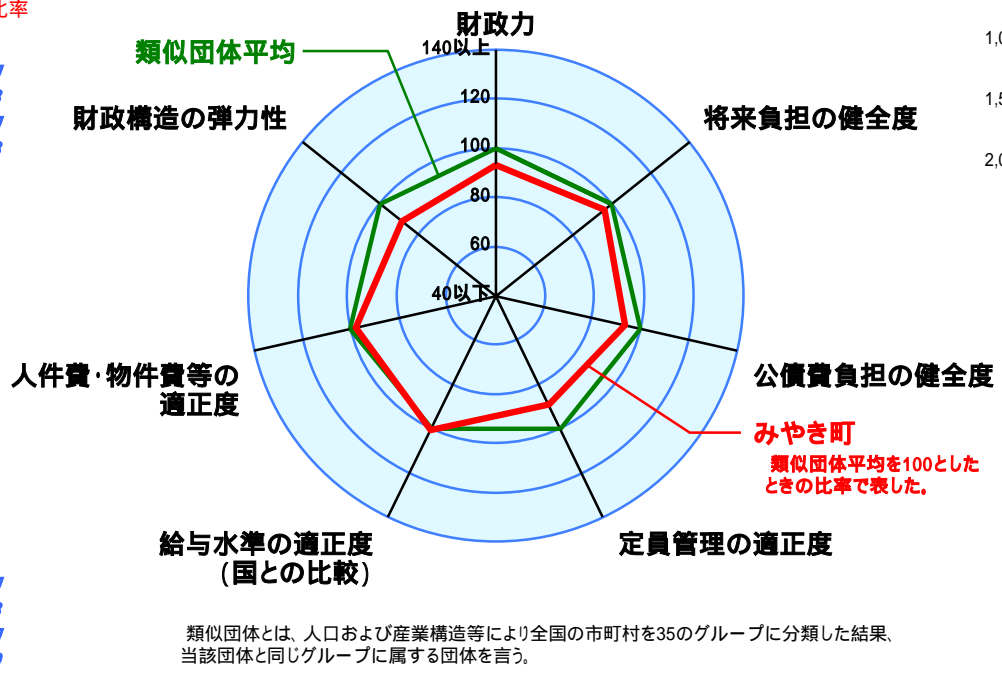 比率
財政力
140以上
類似団体平均
1,0
120
1,5
財政構造の弾力性
将来負担の健全度
100
2,0
80
60
40以下
人件費・物件費等の
適正度
公債費負担の健全度
みやき町
類似団体平均を100とした
ときの比率で表した。
給与水準の適正度
(国との比較)
定員管理の適正度
類似団体とは、人口および産業構造等により全国の市町村を35のグループに分類した結果、
当該団体と同じグループに属する団体を言う。